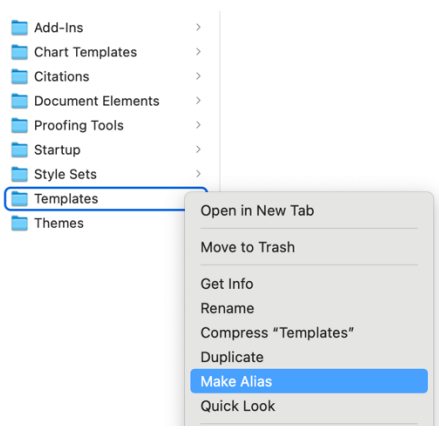 Add-Ins
Chart Templates
Citations
Document Elements
Proofing Tools
Startup
Style Sets
Templates
Themes
Open in New Tab
Move to Trash
Get Info
Rename
Compress “Templates”
Duplicate
Make Alias
Quick Look